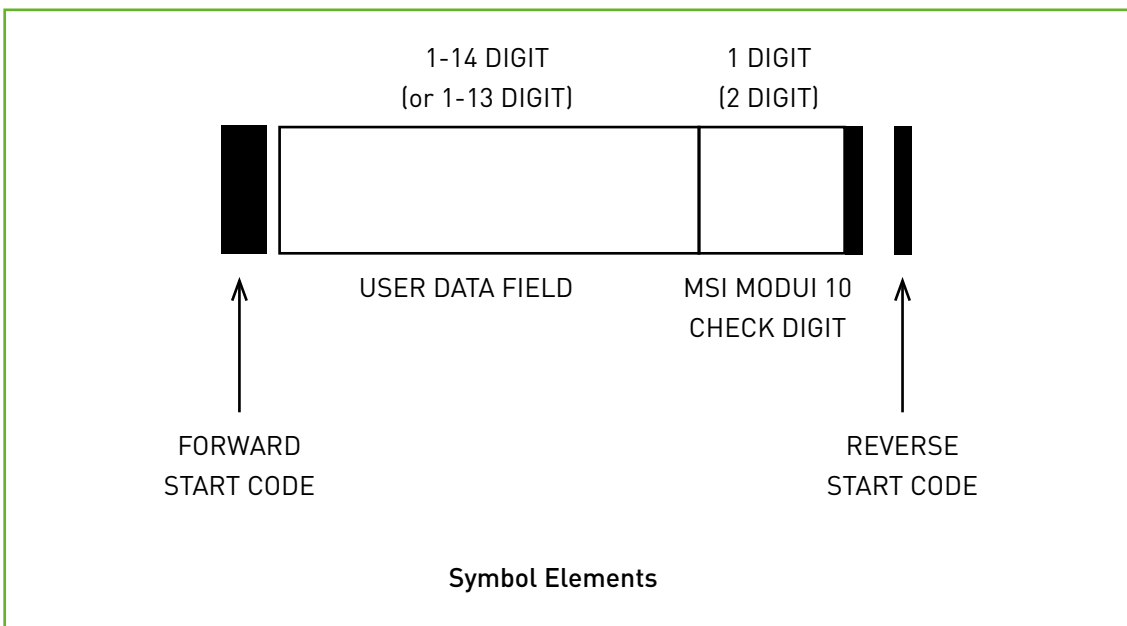 1-14 DIGIT
(or 1-13 DIGIT)
1 DIGIT
(2 DIGIT)
USER DATA FIELD
MSI MODUI 10
CHECK DIGIT
FORWARD
START CODE
REVERSE
START CODE
Symbol Elements